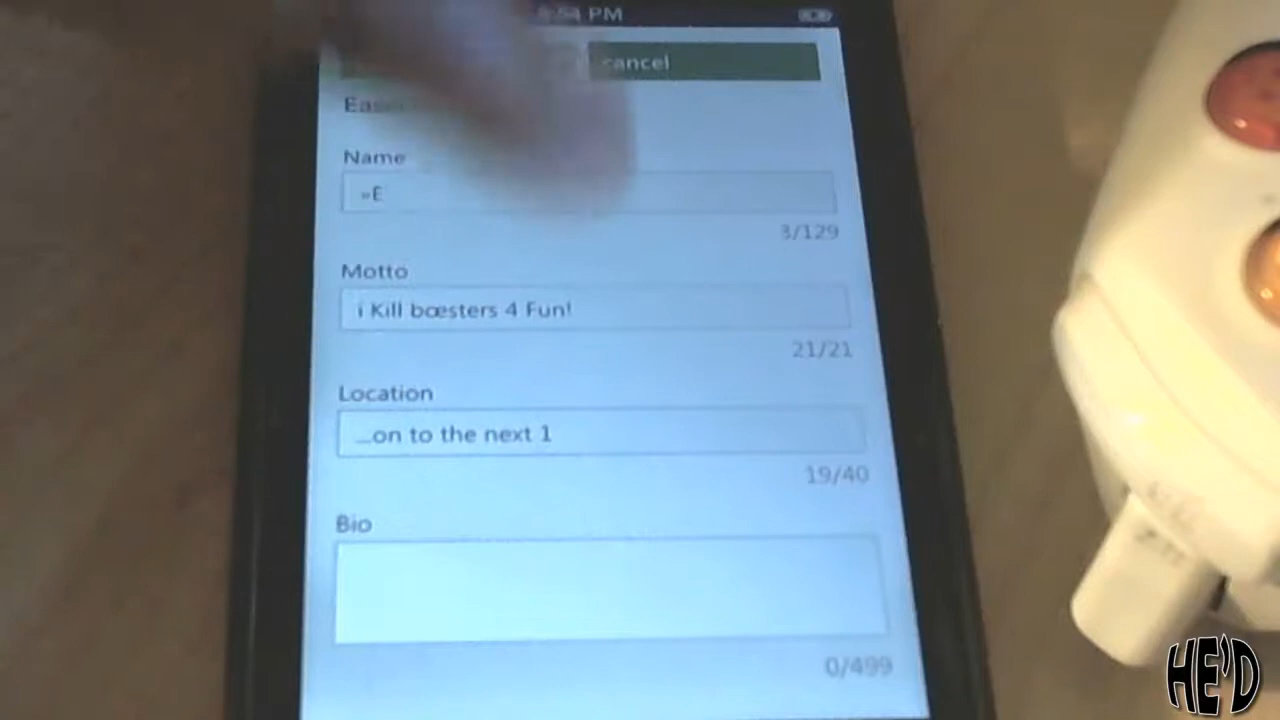 PM
cancel
Name
=E
3/129
Motto
i Kill bœsters 4 Fun!
21/21
Location
...on to the next 1
19/40
Bio
0/499
HE'D